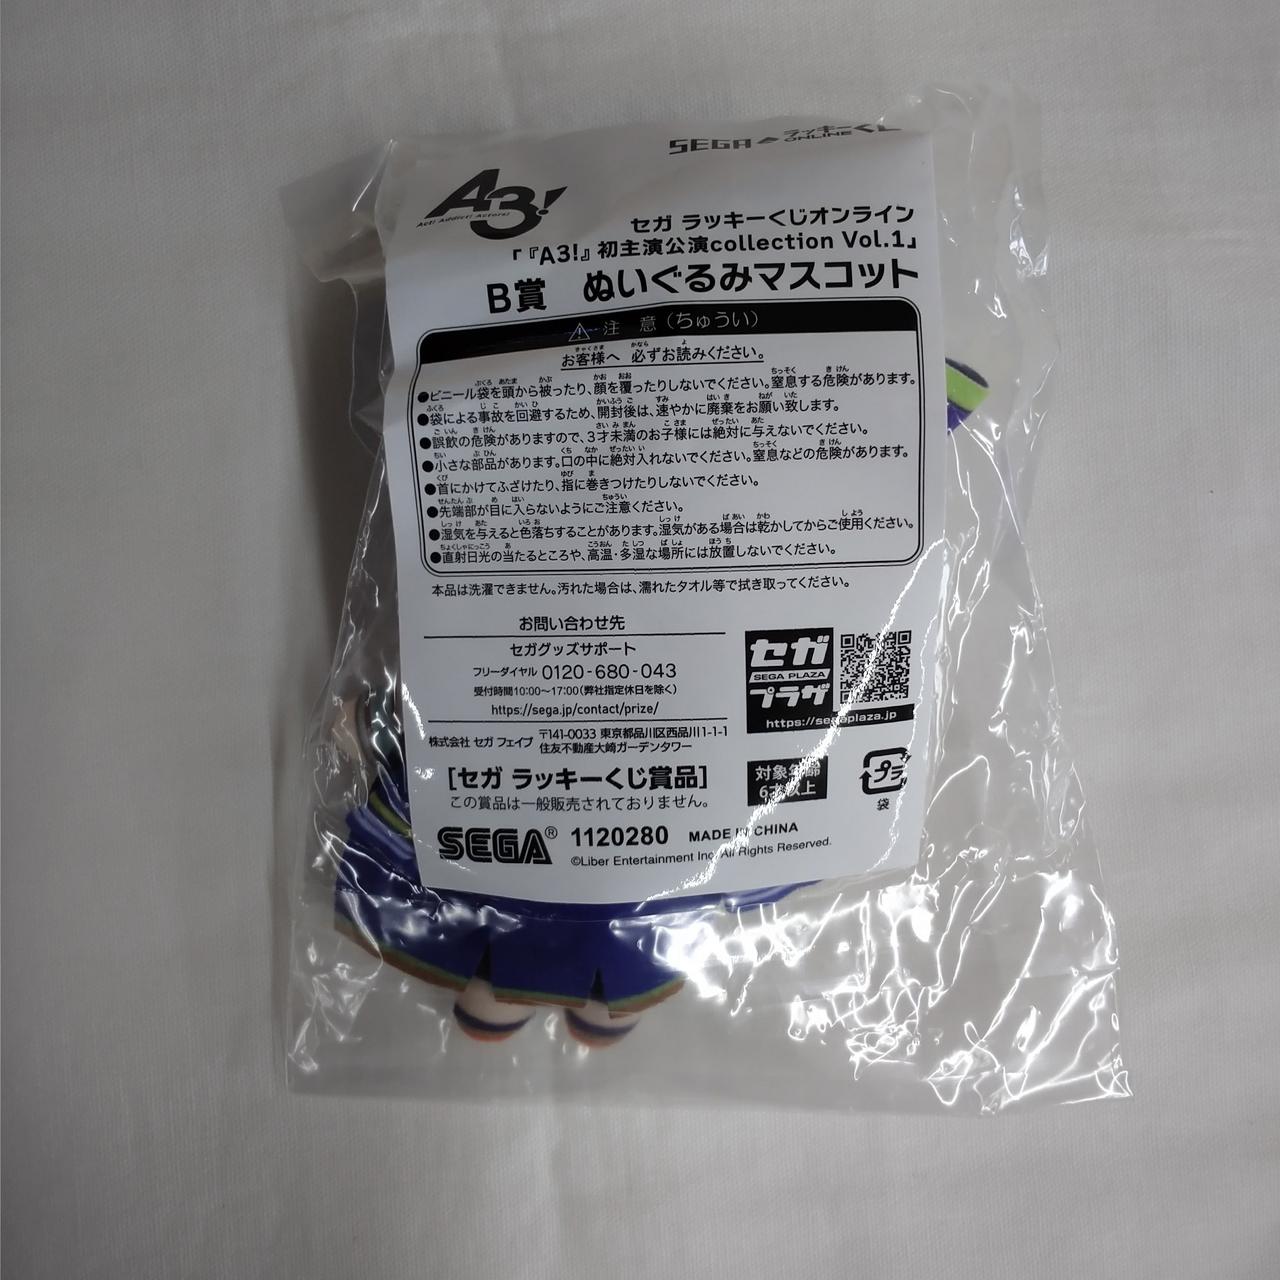 SEGA ラッキーくじ ONLINE
A3!
Act! Addict! Actors!
セガ ラッキーくじオンライン
「『A3!』初主演公演collection Vol.1」
B賞 ぬいぐるみマスコット
注 意（ちゅうい）
お客様へ 必ずお読みください。
●ビニール袋を頭から被ったり、顔を覆ったりしないでください。窒息する危険があります。
●袋による事故を回避するため、開封後は、速やかに廃棄をお願い致します。
●誤飲の危険がありますので、3才未満のお子様には絶対に与えないでください。
●小さな部品があります。口の中に絶対入れないでください。窒息などの危険があります。
●首にかけてふざけたり、指に巻きつけたりしないでください。
●先端部が目に入らないようにご注意ください。
●湿気を与えると色落ちすることがあります。湿気がある場合は乾かしてからご使用ください。
●直射日光の当たるところや、高温・多湿な場所には放置しないでください。
本品は洗濯できません。汚れた場合は、濡れたタオル等で拭き取ってください。
お問い合わせ先
セガグッズサポート
フリーダイヤル 0120-680-043
受付時間10:00〜17:00（弊社指定休日を除く）
https://sega.jp/contact/prize/
株式会社 セガ フェイブ 〒141-0033 東京都品川区西品川1-1-1
住友不動産大崎ガーデンタワー
セガ
SEGA PLAZA
プラザ
https://segaplaza.jp
[セガ ラッキーくじ賞品]
この賞品は一般販売されておりません。
対象年齢
6才以上
プラ
袋
SEGA® 1120280 MADE IN CHINA
©Liber Entertainment Inc. All Rights Reserved.